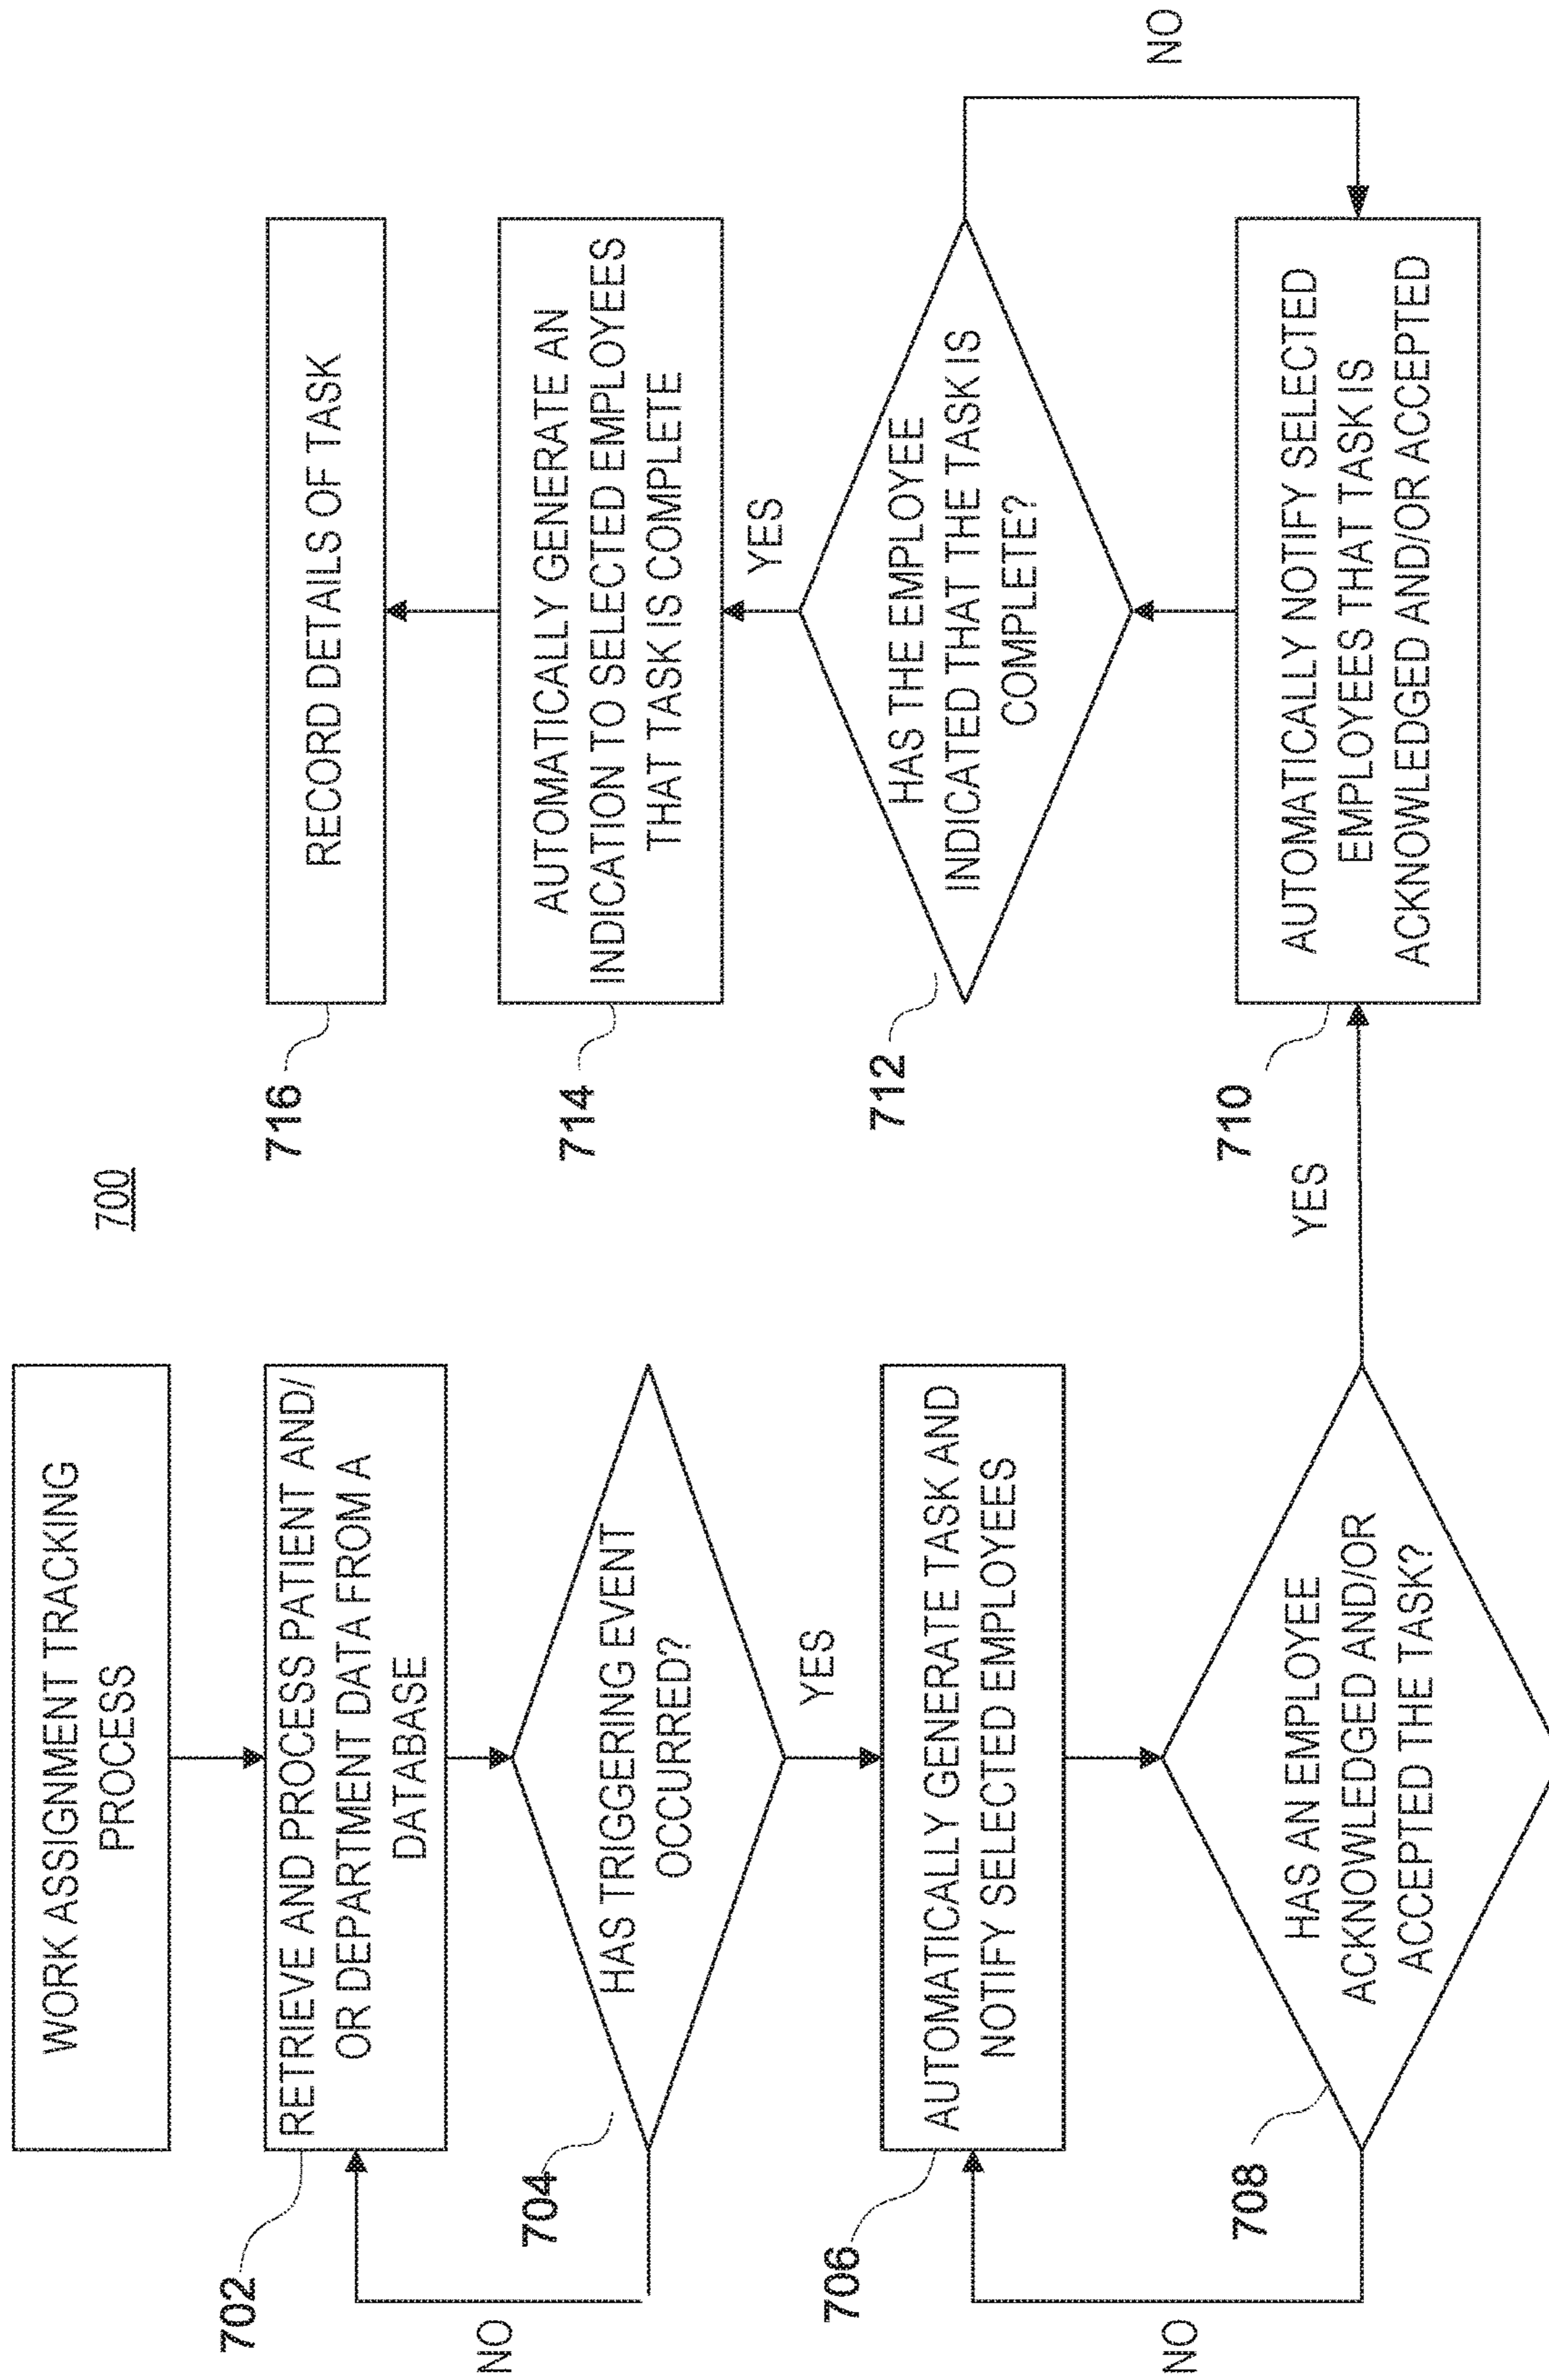 700
WORK ASSIGNMENT TRACKING
PROCESS
702
RETRIEVE AND PROCESS PATIENT AND/
OR DEPARTMENT DATA FROM A
DATABASE
704
HAS TRIGGERING EVENT
OCCURRED?
NO
YES
706
AUTOMATICALLY GENERATE TASK AND
NOTIFY SELECTED EMPLOYEES
708
HAS AN EMPLOYEE
ACKNOWLEDGED AND/OR
ACCEPTED THE TASK?
NO
YES
710
AUTOMATICALLY NOTIFY SELECTED
EMPLOYEES THAT TASK IS
ACKNOWLEDGED AND/OR ACCEPTED
712
HAS THE EMPLOYEE
INDICATED THAT THE TASK IS
COMPLETE?
NO
YES
714
AUTOMATICALLY GENERATE AN
INDICATION TO SELECTED EMPLOYEES
THAT TASK IS COMPLETE
716
RECORD DETAILS OF TASK